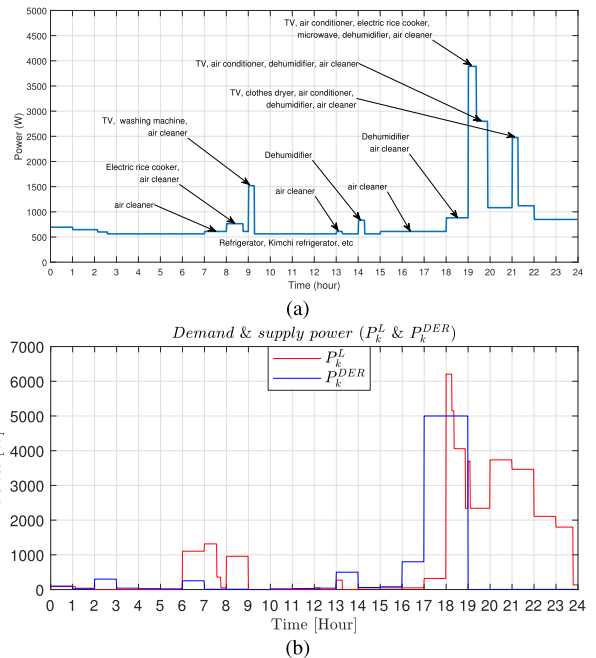 5000
4500
4000
3500
3000
2500
2000
1500
1000
500
0
Power (W)
TV, air conditioner, electric rice cooker,
microwave, dehumidifier, air cleaner
TV, air conditioner, dehumidifier, air cleaner
TV, clothes dryer, air conditioner,
dehumidifier, air cleaner
TV, washing machine,
air cleaner
Dehumidifier
air cleaner
Dehumidifier
Electric rice cooker,
air cleaner
air cleaner
air cleaner
air cleaner
Refrigerator, Kimchi refrigerator, etc
0 1 2 3 4 5 6 7 8 9 10 11 12 13 14 15 16 17 18 19 20 21 22 23 24
Time (hour)
(a)
Demand & supply power (P_k^L & P_k^DER)
P_k^L
P_k^DER
7000
6000
5000
4000
3000
2000
1000
0
0 1 2 3 4 5 6 7 8 9 10 11 12 13 14 15 16 17 18 19 20 21 22 23 24
Time [Hour]
(b)